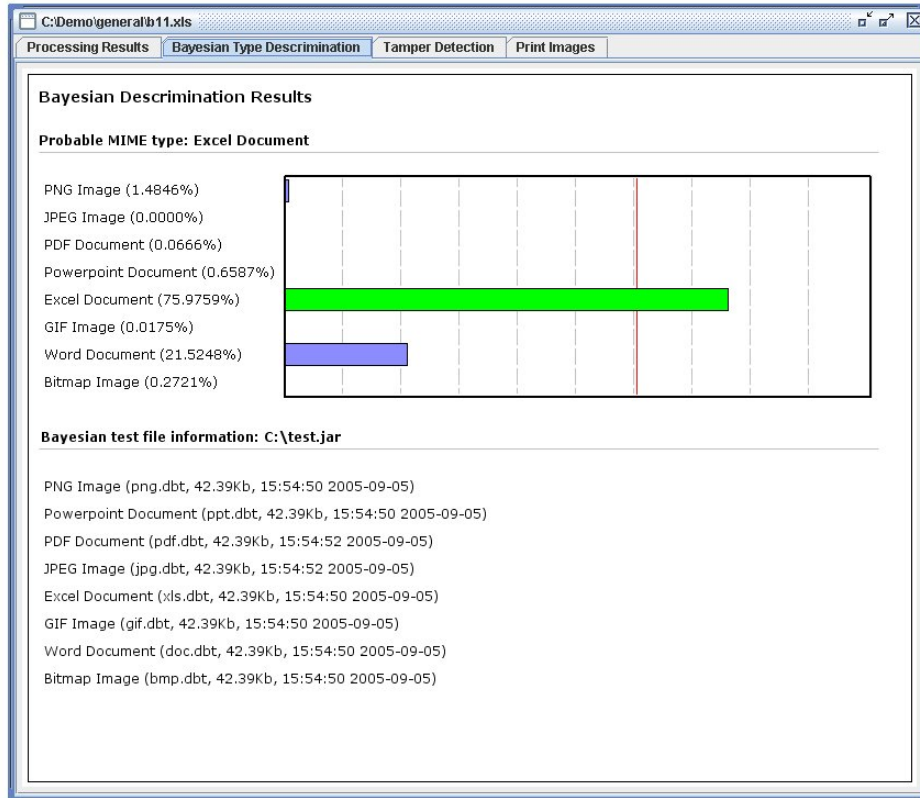 C:\Demo\general\b11.xls
Processing Results Bayesian Type Descrimination Tamper Detection Print Images
Bayesian Descrimination Results
Probable MIME type: Excel Document
PNG Image (1.4846%)
JPEG Image (0.0000%)
PDF Document (0.0666%)
Powerpoint Document (0.6587%)
Excel Document (75.9759%)
GIF Image (0.0175%)
Word Document (21.5248%)
Bitmap Image (0.2721%)
Bayesian test file information: C:\test.jar
PNG Image (png.dbt, 42.39Kb, 15:54:50 2005-09-05)
Powerpoint Document (ppt.dbt, 42.39Kb, 15:54:50 2005-09-05)
PDF Document (pdf.dbt, 42.39Kb, 15:54:52 2005-09-05)
JPEG Image (jpg.dbt, 42.39Kb, 15:54:52 2005-09-05)
Excel Document (xls.dbt, 42.39Kb, 15:54:50 2005-09-05)
GIF Image (gif.dbt, 42.39Kb, 15:54:50 2005-09-05)
Word Document (doc.dbt, 42.39Kb, 15:54:50 2005-09-05)
Bitmap Image (bmp.dbt, 42.39Kb, 15:54:50 2005-09-05)